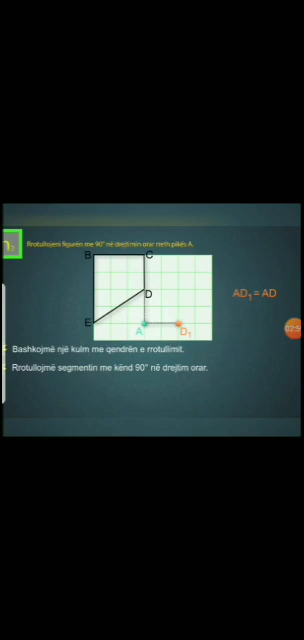 Rrotullojeni figurën me 90° në drejtimin orar rreth pikës A.
B C
D
AD₁ = AD
E
A D₁
Bashkojmë një kulm me qendrën e rrotullimit.
Rrotullojmë segmentin me kënd 90° në drejtim orar.